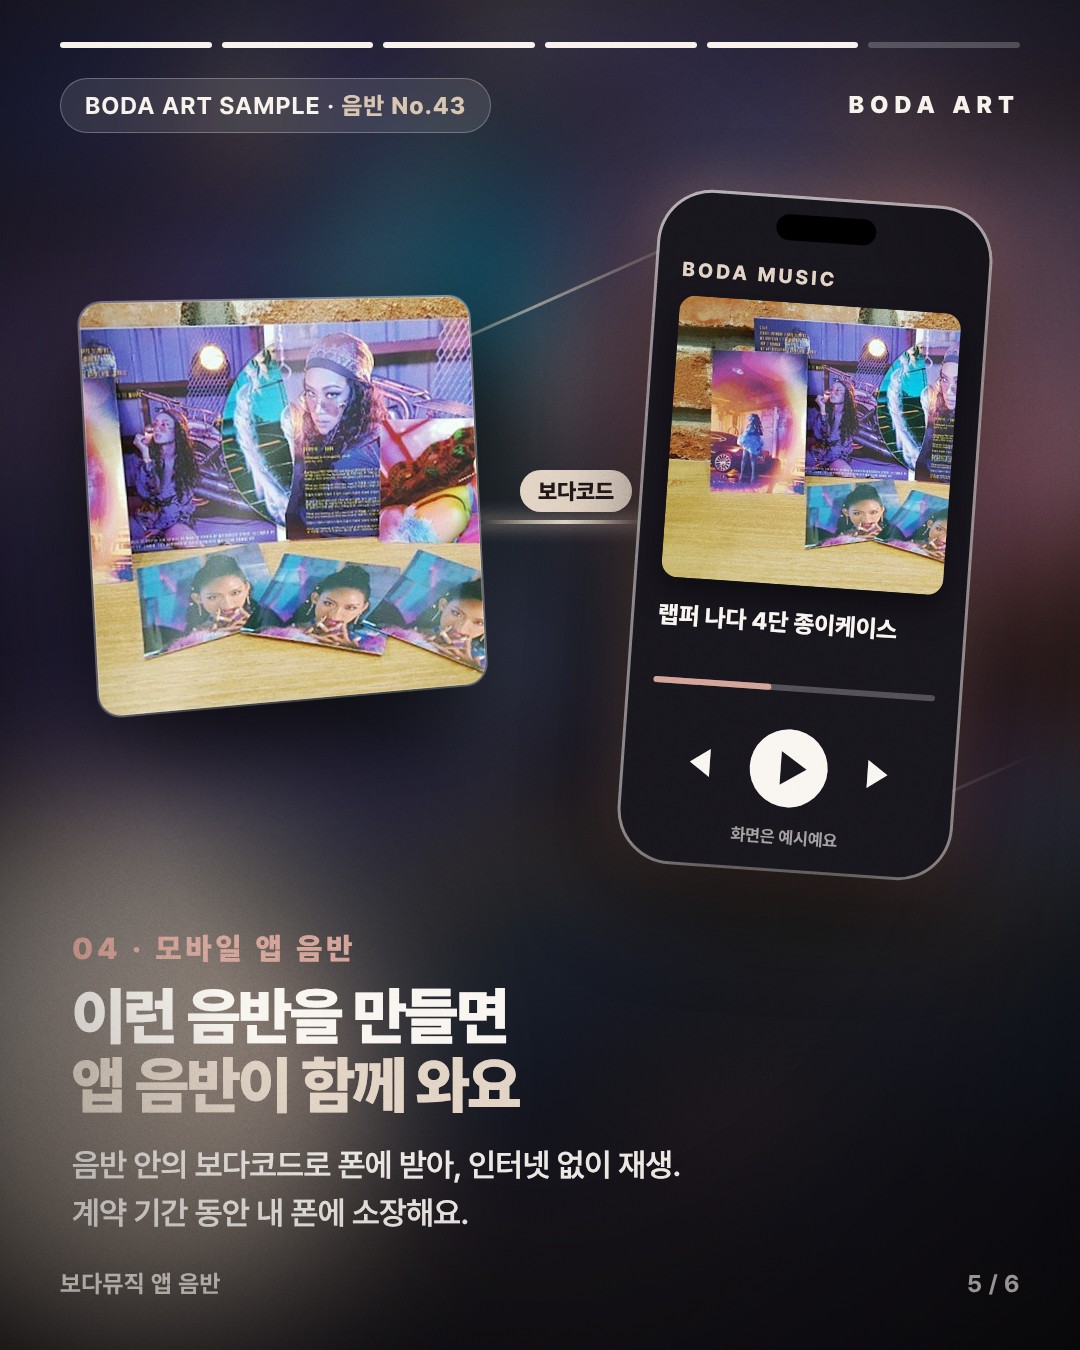 BODA ART SAMPLE · 음반 No.43
BODA ART
BODA MUSIC
보다코드
랩퍼 나다 4단 종이케이스
화면은 예시예요
04 · 모바일 앱 음반
이런 음반을 만들면
앱 음반이 함께 와요
음반 안의 보다코드로 폰에 받아, 인터넷 없이 재생.
계약 기간 동안 내 폰에 소장해요.
보다뮤직 앱 음반
5 / 6